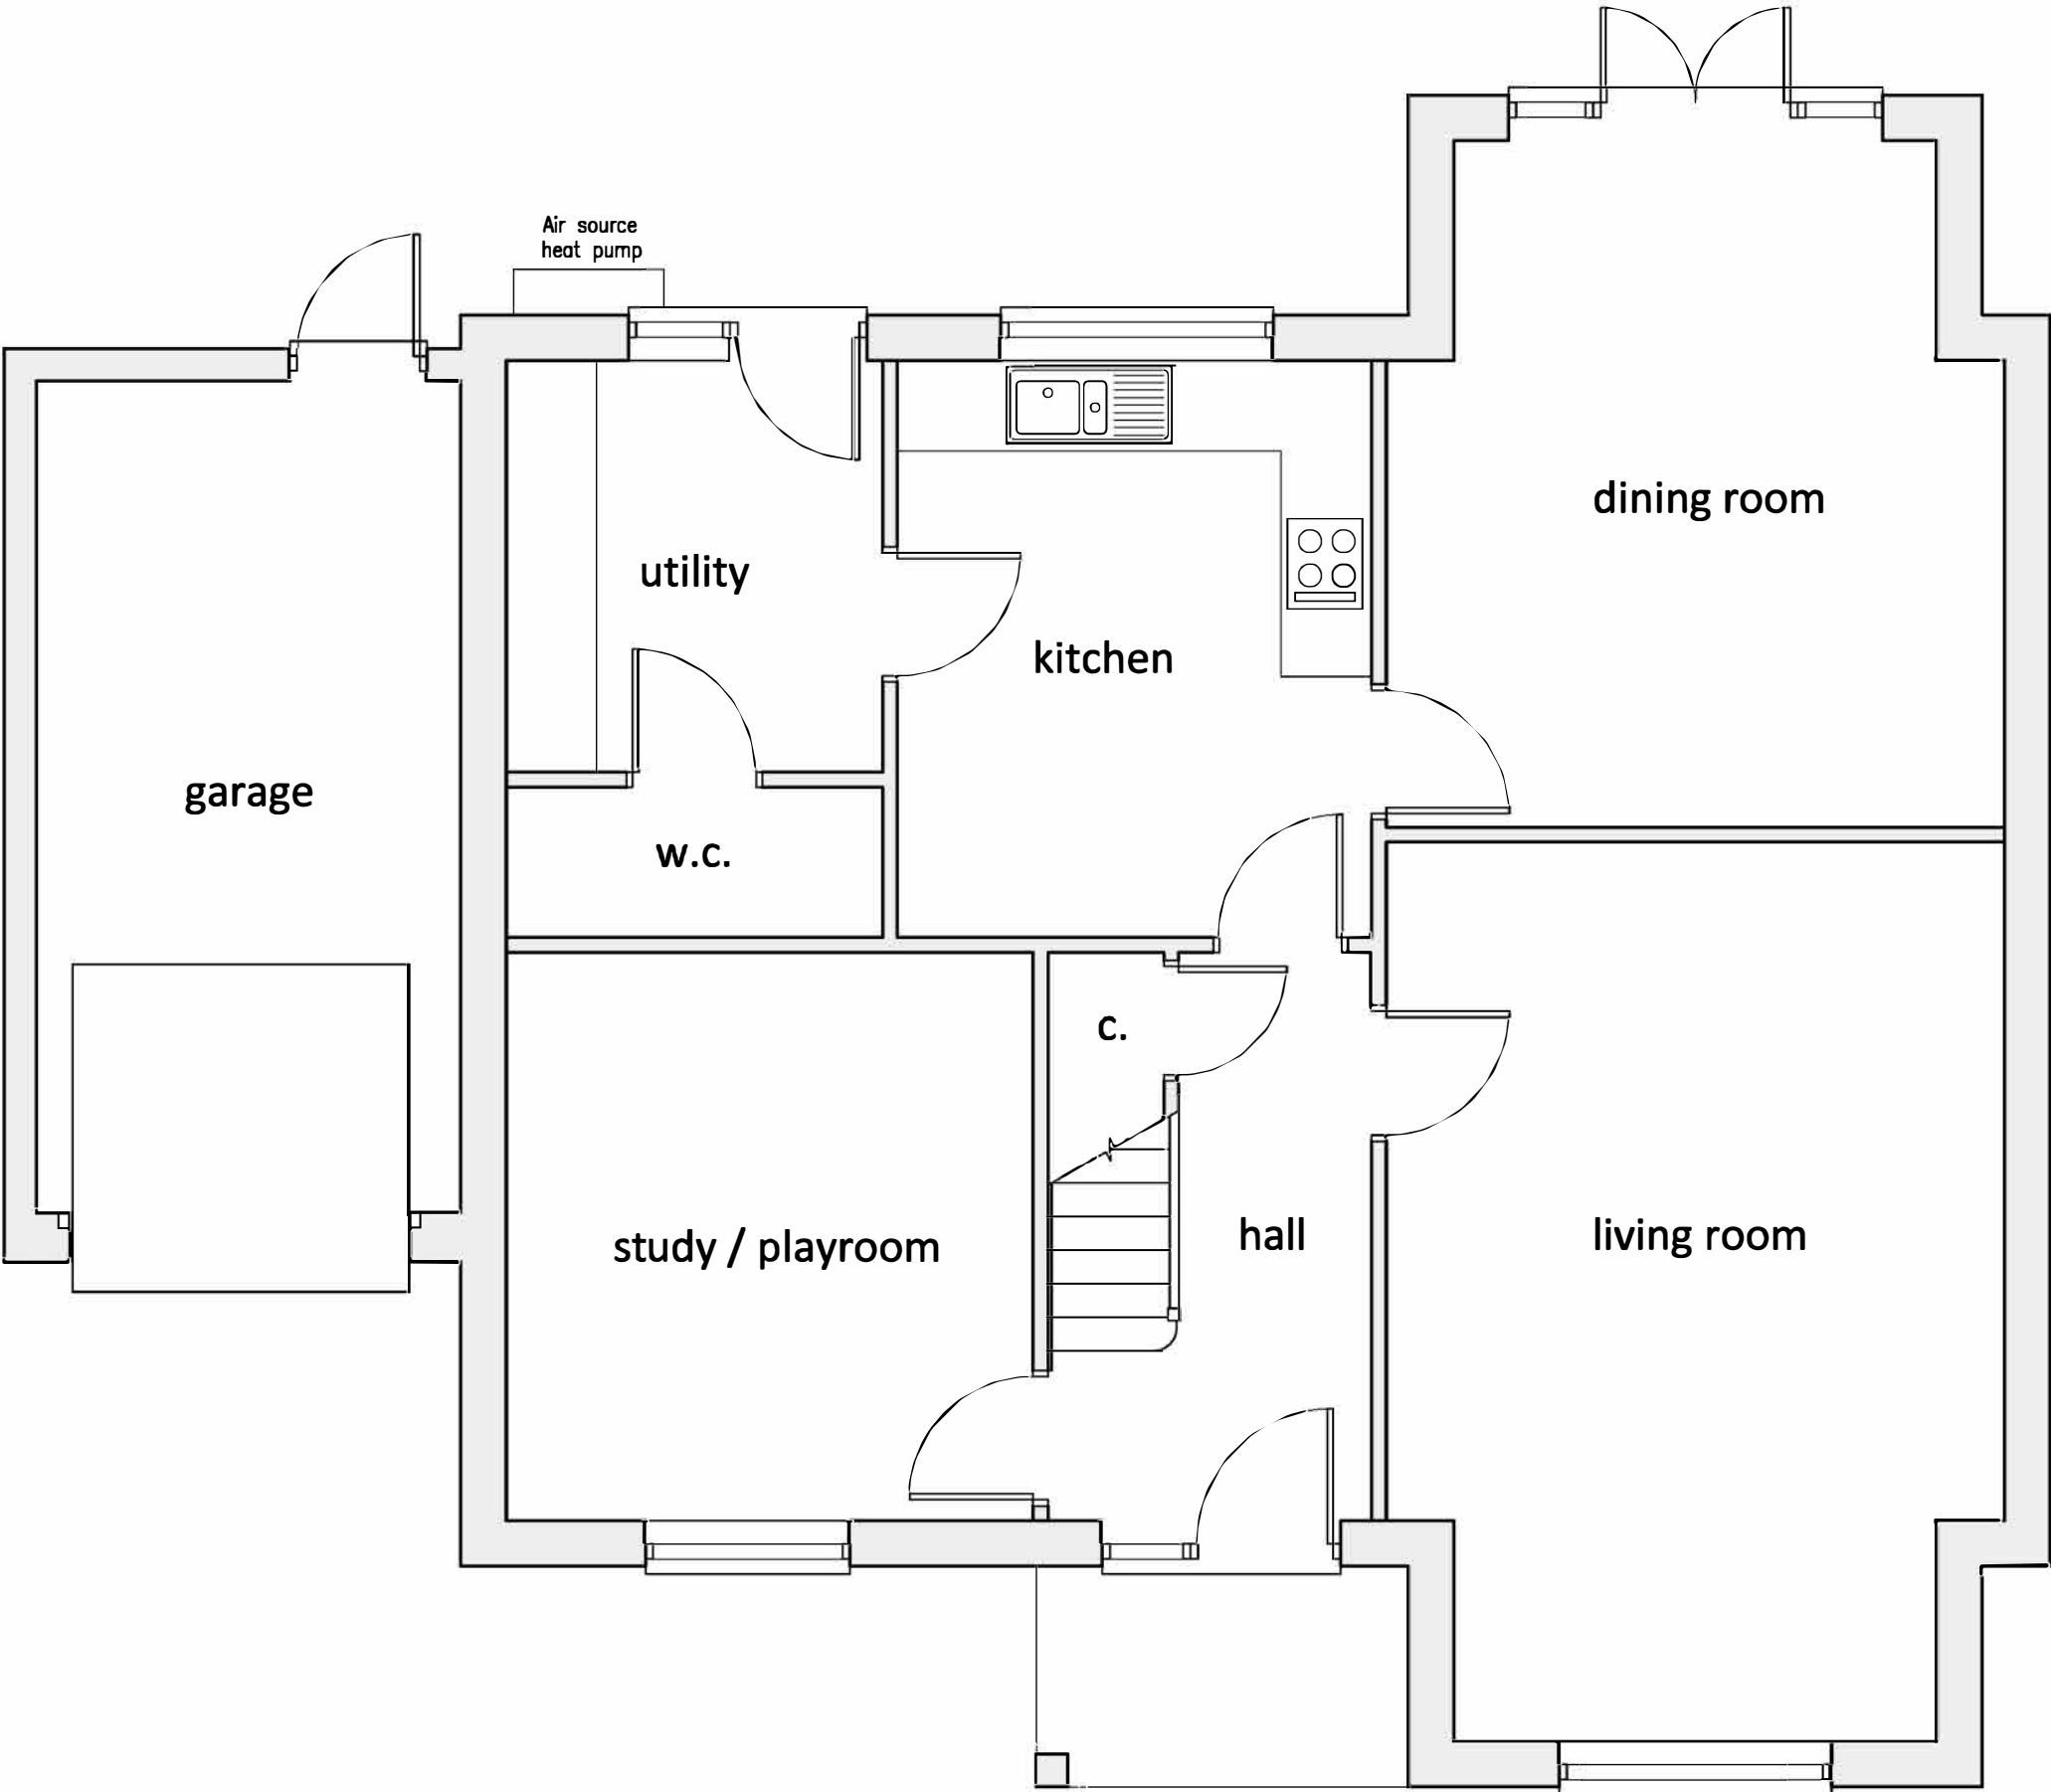 Air source
heat pump
dining room
utility
kitchen
garage
w.c.
c.
study / playroom
hall
living room